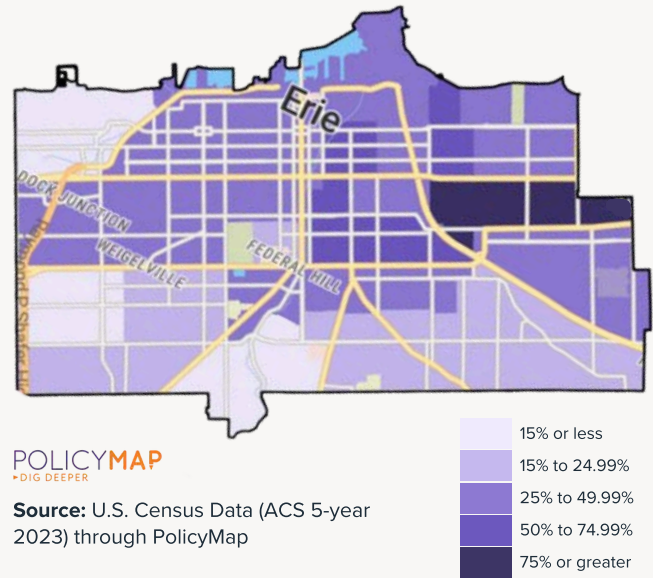 Erie
DOCK JUNCTION
WEIGELVILLE
FEDERAL HILL
15% or less
15% to 24.99%
25% to 49.99%
50% to 74.99%
75% or greater
POLICYMAP
DIG DEEPER
Source: U.S. Census Data (ACS 5-year
2023) through PolicyMap